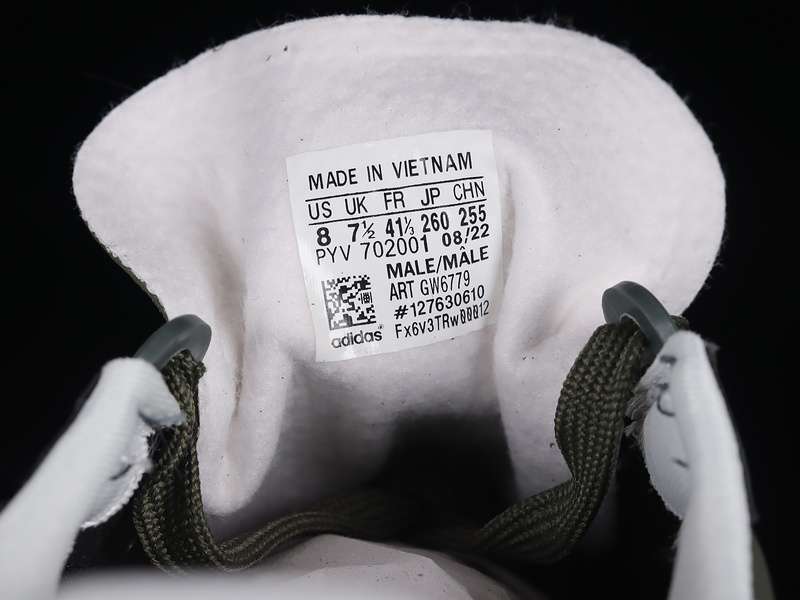 MADE IN VIETNAM
US UK FR JP CHN
8 7½ 41⅓ 260 255
PYV 702001 08/22
MALE/MÂLE
ART GW6779
#127630610
Fx6v3TRw00012
adidas